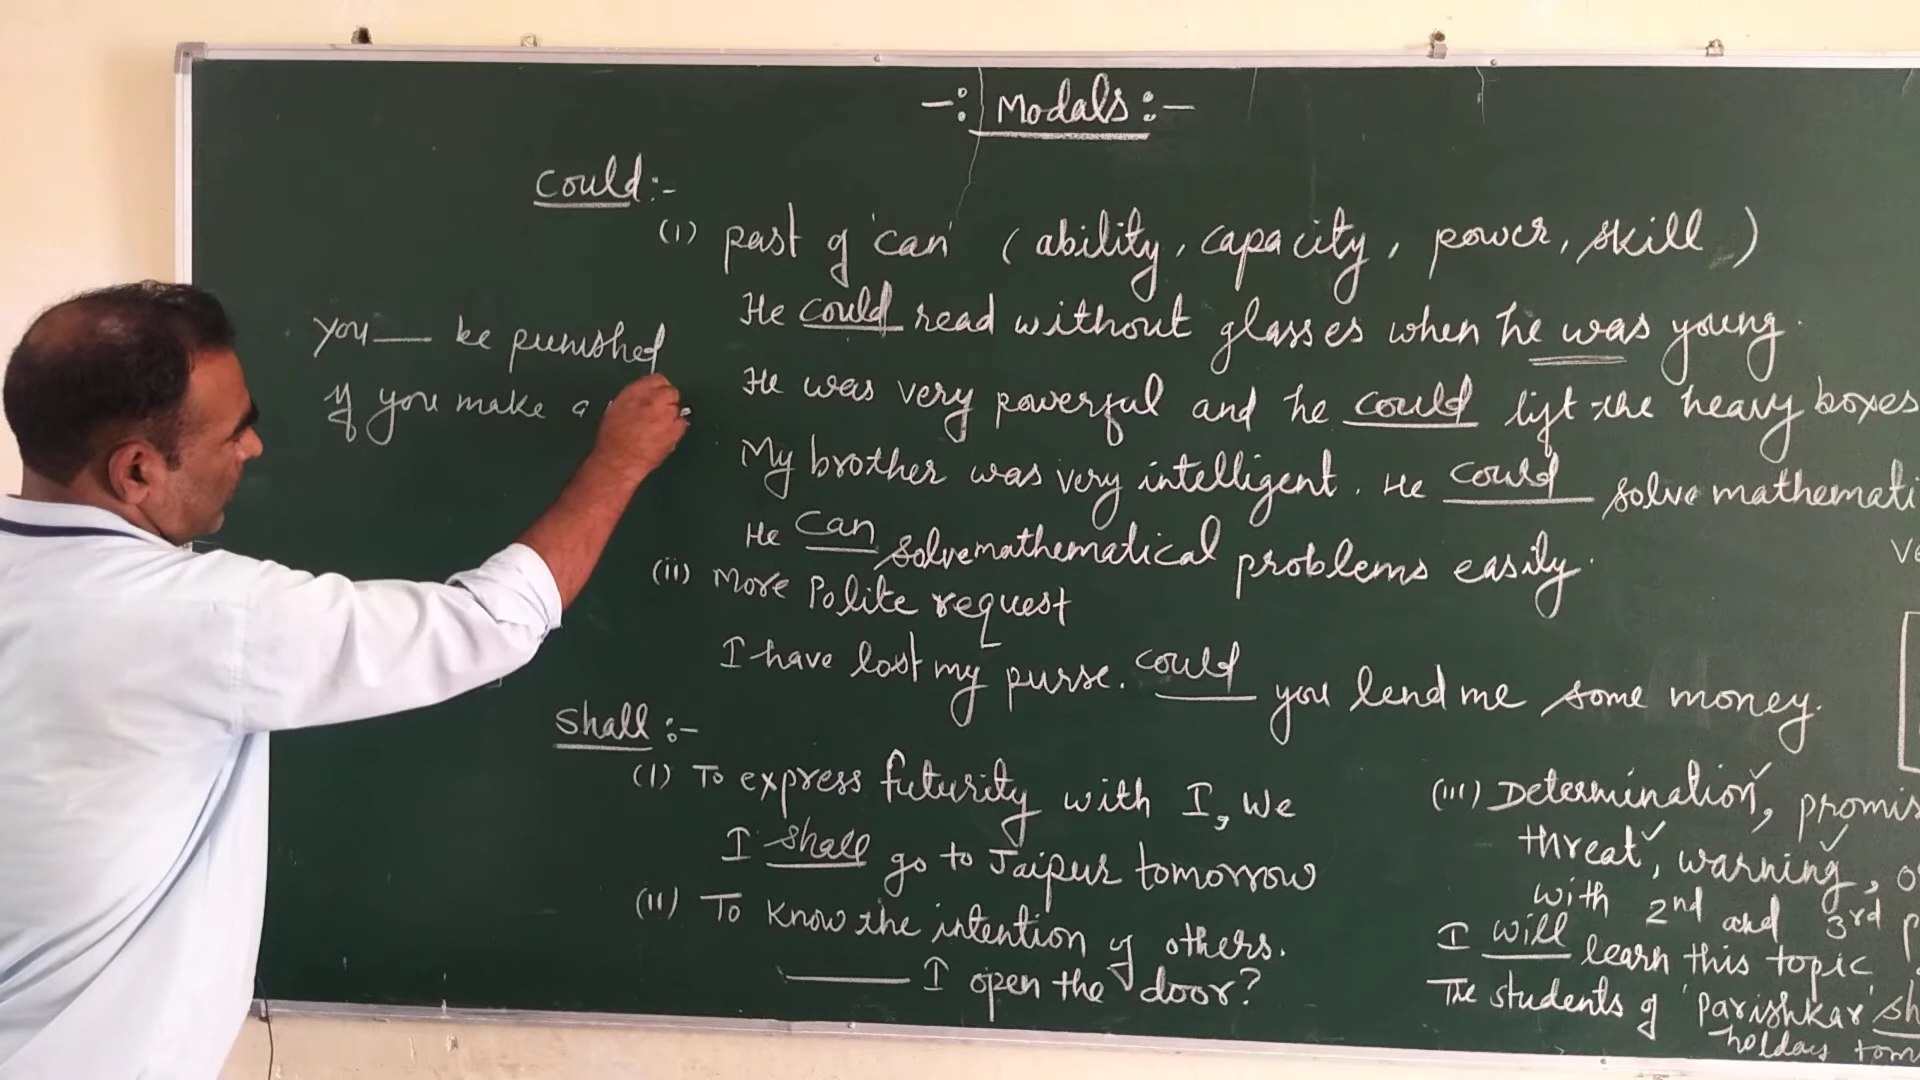 -: Modals :-
Could :-
(i) past of 'can' ( ability, capacity, power, skill )
He could read without glasses when he was young.
He was very powerful and he could lift the heavy boxes
My brother was very intelligent. He could solve mathemati
He can solve mathematical problems easily.
(ii) More Polite request
I have lost my purse. could you lend me some money.
you ___ be punished
if you make a
Shall :-
(i) To express futurity with I, We
I shall go to Jaipur tomorrow
(ii) To know the intention of others.
___ I open the door?
(iii) Determination, promis
threat, warning, o
with 2nd and 3rd p
I will learn this topic
The students of 'Parishkar' sh